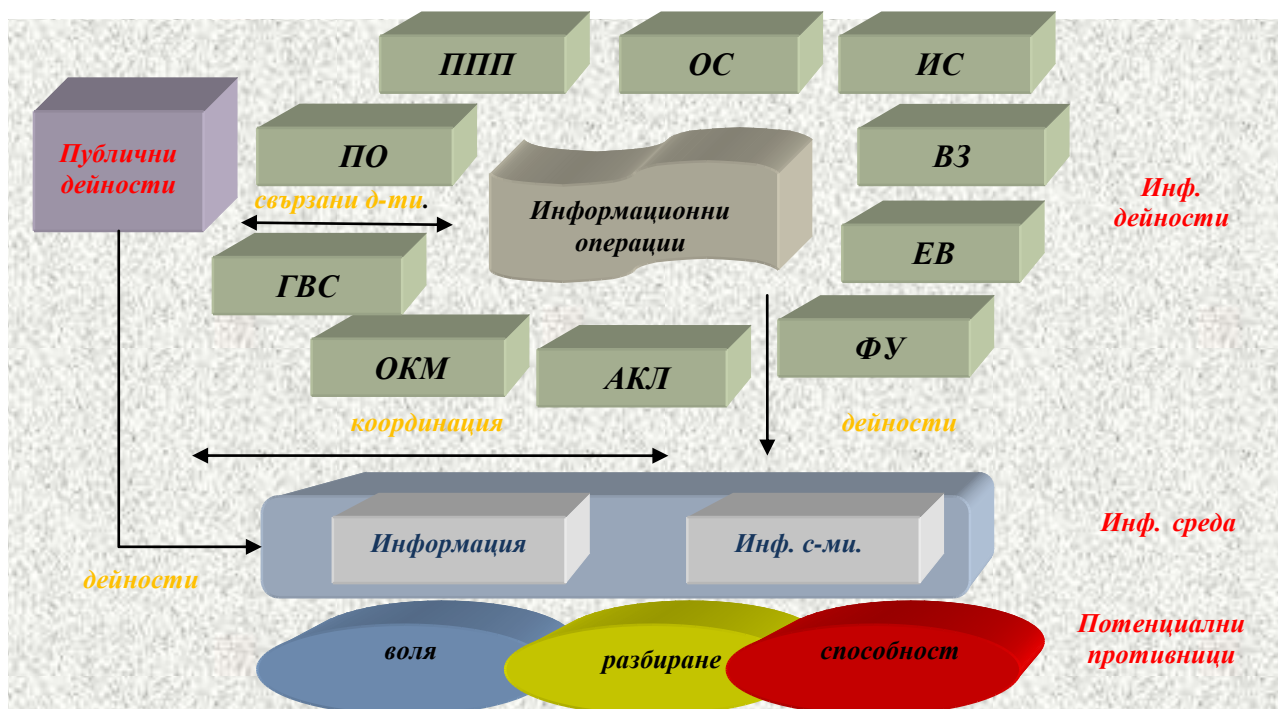 ППП
ОС
ИС
Публични
дейности
ПО
ВЗ
свързани д-ти.
Информационни
операции
Инф.
дейности
ЕВ
ГВС
ОКМ
АКЛ
ФУ
координация
дейности
Информация
Инф. с-ми.
Инф. среда
дейности
воля
разбиране
способност
Потенциални
противници